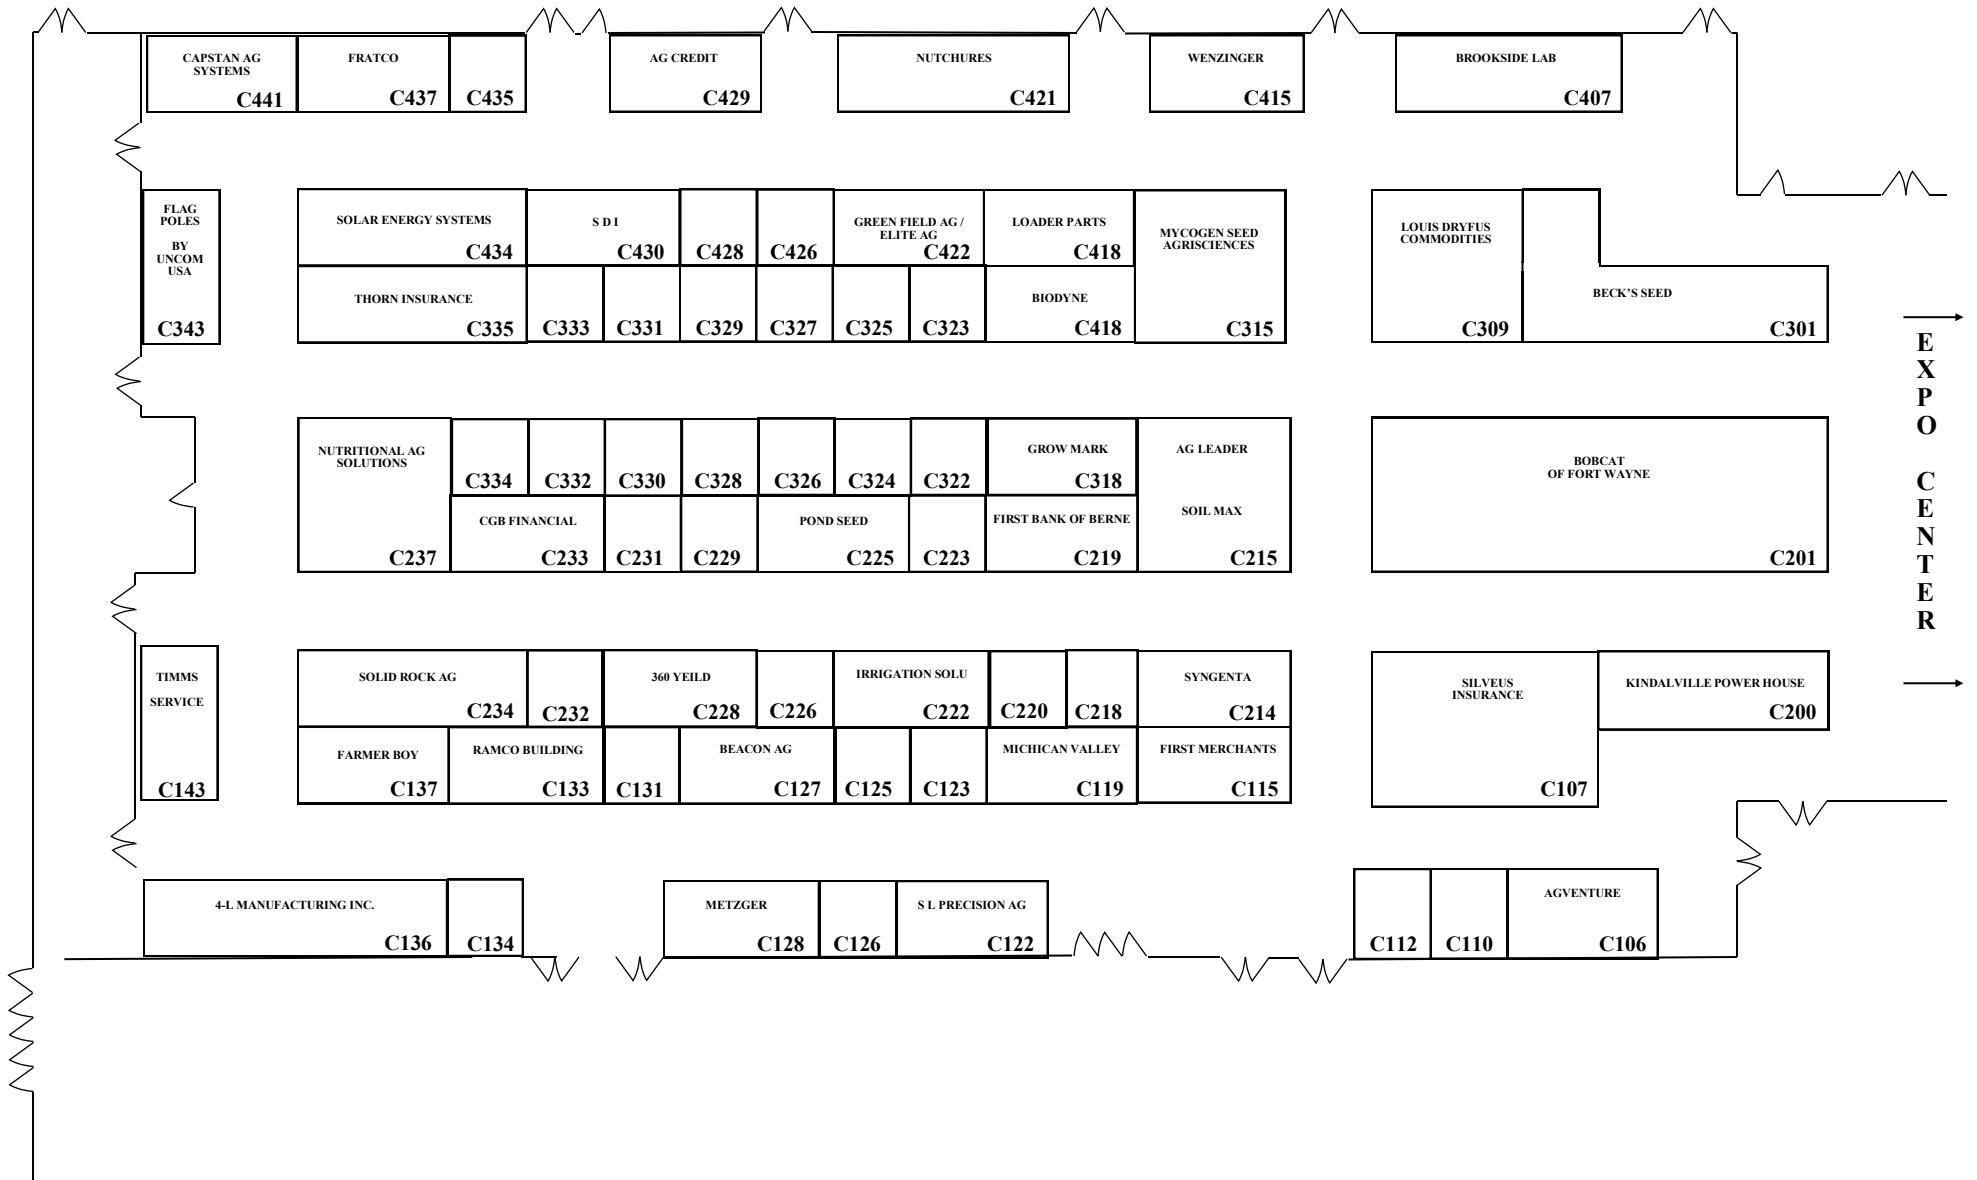 CAPSTAN AG
SYSTEMS
C441
FRATCO
C437
C435
AG CREDIT
C429
NUTCHURES
C421
WENZINGER
C415
BROOKSIDE LAB
C407
FLAG
POLES
BY
UNCOM
USA
C343
SOLAR ENERGY SYSTEMS
C434
S D I
C430
C428
C426
GREEN FIELD AG /
ELITE AG
C422
LOADER PARTS
C418
MYCOGEN SEED
AGRISCIENCES
C315
LOUIS DRYFUS
COMMODITIES
C309
BECK'S SEED
C301
THORN INSURANCE
C335
C333
C331
C329
C327
C325
C323
BIODYNE
C418
EXPO CENTER
NUTRITIONAL AG
SOLUTIONS
C237
C334
C332
C330
C328
C326
C324
C322
GROW MARK
C318
AG LEADER
SOIL MAX
C215
BOBCAT
OF FORT WAYNE
C201
CGB FINANCIAL
C233
C231
C229
POND SEED
C225
C223
FIRST BANK OF BERNE
C219
TIMMS
SERVICE
C143
SOLID ROCK AG
C234
C232
360 YEILD
C228
C226
IRRIGATION SOLU
C222
C220
C218
SYNGENTA
C214
SILVEUS
INSURANCE
C107
KINDALVILLE POWER HOUSE
C200
FARMER BOY
C137
RAMCO BUILDING
C133
C131
BEACON AG
C127
C125
C123
MICHICAN VALLEY
C119
FIRST MERCHANTS
C115
4-L MANUFACTURING INC.
C136
C134
METZGER
C128
C126
S L PRECISION AG
C122
C112
C110
AGVENTURE
C106